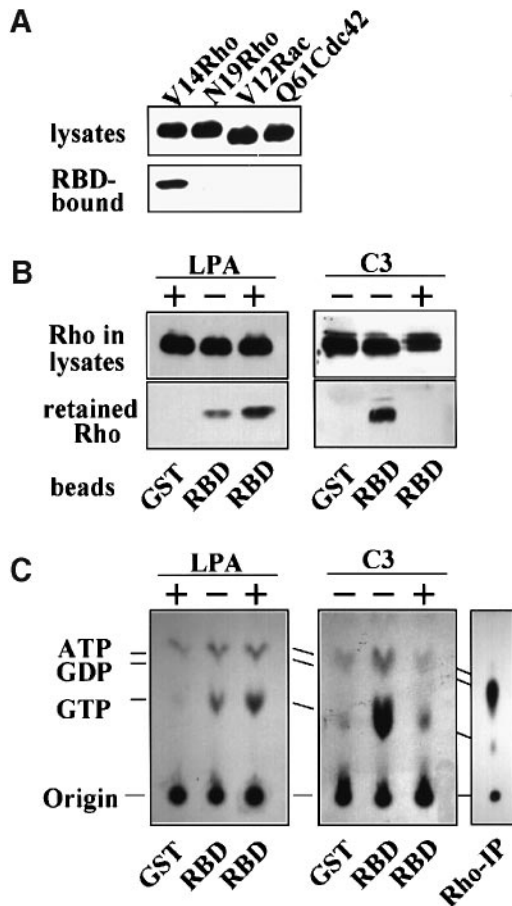 A
V14Rho N19Rho V12Rac Q61Cdc42
lysates
RBD-
bound
B
LPA C3
+ − + − − +
Rho in
lysates
retained
Rho
beads
GST RBD RBD GST RBD RBD
C
LPA C3
+ − + − − +
ATP
GDP
GTP
Origin
GST RBD RBD GST RBD RBD Rho-IP